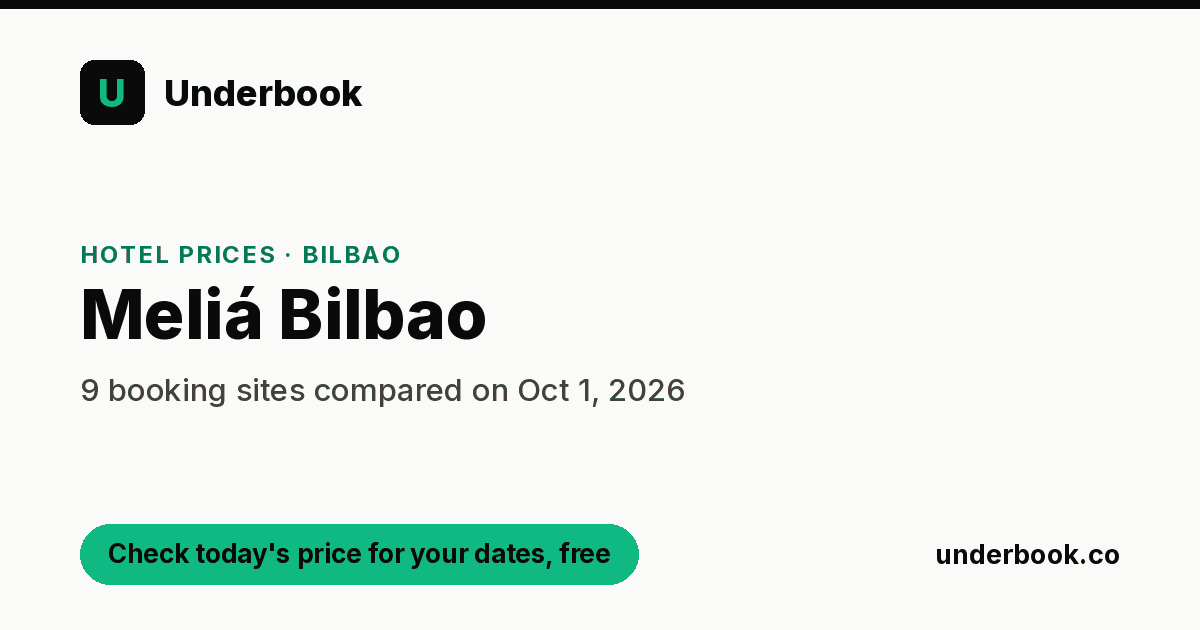 U Underbook
HOTEL PRICES · BILBAO
Meliá Bilbao
9 booking sites compared on Oct 1, 2026
Check today's price for your dates, free
underbook.co